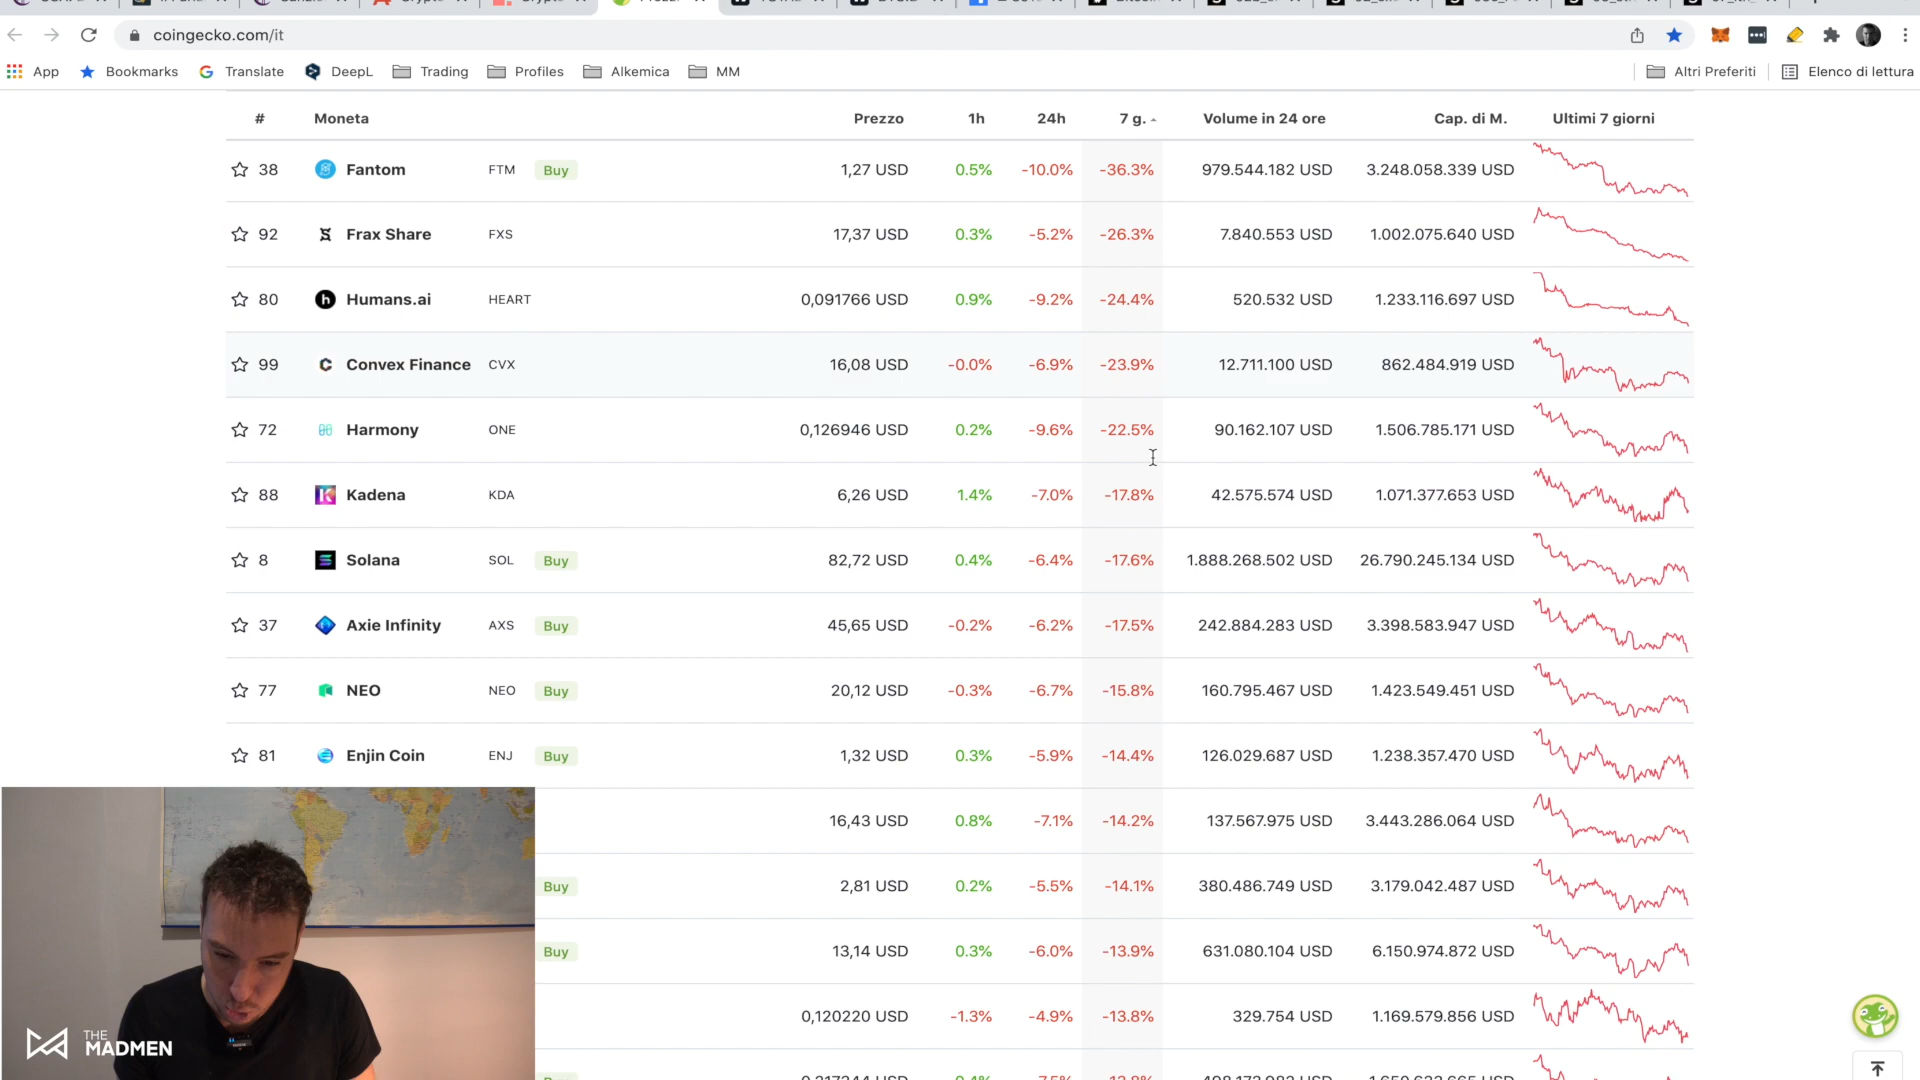 coingecko.com/it
App Bookmarks Translate DeepL Trading Profiles Alkemica MM Altri Preferiti Elenco di lettura
# Moneta Prezzo 1h 24h 7 g. Volume in 24 ore Cap. di M. Ultimi 7 giorni
38 Fantom FTM Buy 1,27 USD 0.5% -10.0% -36.3% 979.544.182 USD 3.248.058.339 USD
92 Frax Share FXS 17,37 USD 0.3% -5.2% -26.3% 7.840.553 USD 1.002.075.640 USD
80 Humans.ai HEART 0,091766 USD 0.9% -9.2% -24.4% 520.532 USD 1.233.116.697 USD
99 Convex Finance CVX 16,08 USD -0.0% -6.9% -23.9% 12.711.100 USD 862.484.919 USD
72 Harmony ONE 0,126946 USD 0.2% -9.6% -22.5% 90.162.107 USD 1.506.785.171 USD
88 Kadena KDA 6,26 USD 1.4% -7.0% -17.8% 42.575.574 USD 1.071.377.653 USD
8 Solana SOL Buy 82,72 USD 0.4% -6.4% -17.6% 1.888.268.502 USD 26.790.245.134 USD
37 Axie Infinity AXS Buy 45,65 USD -0.2% -6.2% -17.5% 242.884.283 USD 3.398.583.947 USD
77 NEO NEO Buy 20,12 USD -0.3% -6.7% -15.8% 160.795.467 USD 1.423.549.451 USD
81 Enjin Coin ENJ Buy 1,32 USD 0.3% -5.9% -14.4% 126.029.687 USD 1.238.357.470 USD
16,43 USD 0.8% -7.1% -14.2% 137.567.975 USD 3.443.286.064 USD
Buy 2,81 USD 0.2% -5.5% -14.1% 380.486.749 USD 3.179.042.487 USD
Buy 13,14 USD 0.3% -6.0% -13.9% 631.080.104 USD 6.150.974.872 USD
0,120220 USD -1.3% -4.9% -13.8% 329.754 USD 1.169.579.856 USD
THE
MADMEN